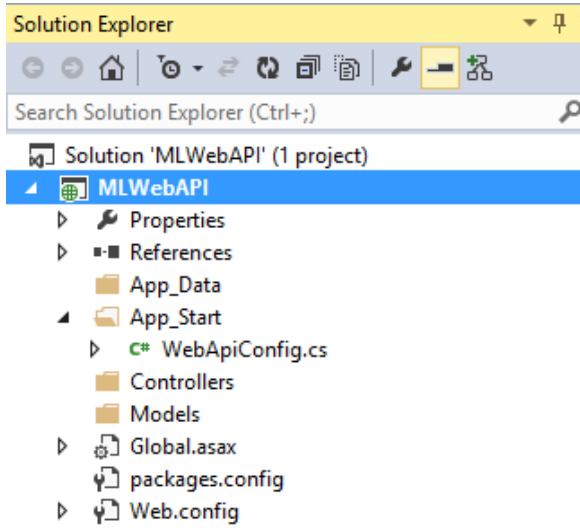 Solution Explorer
Search Solution Explorer (Ctrl+;)
Solution 'MLWebAPI' (1 project)
MLWebAPI
Properties
References
App_Data
App_Start
C# WebApiConfig.cs
Controllers
Models
Global.asax
packages.config
Web.config